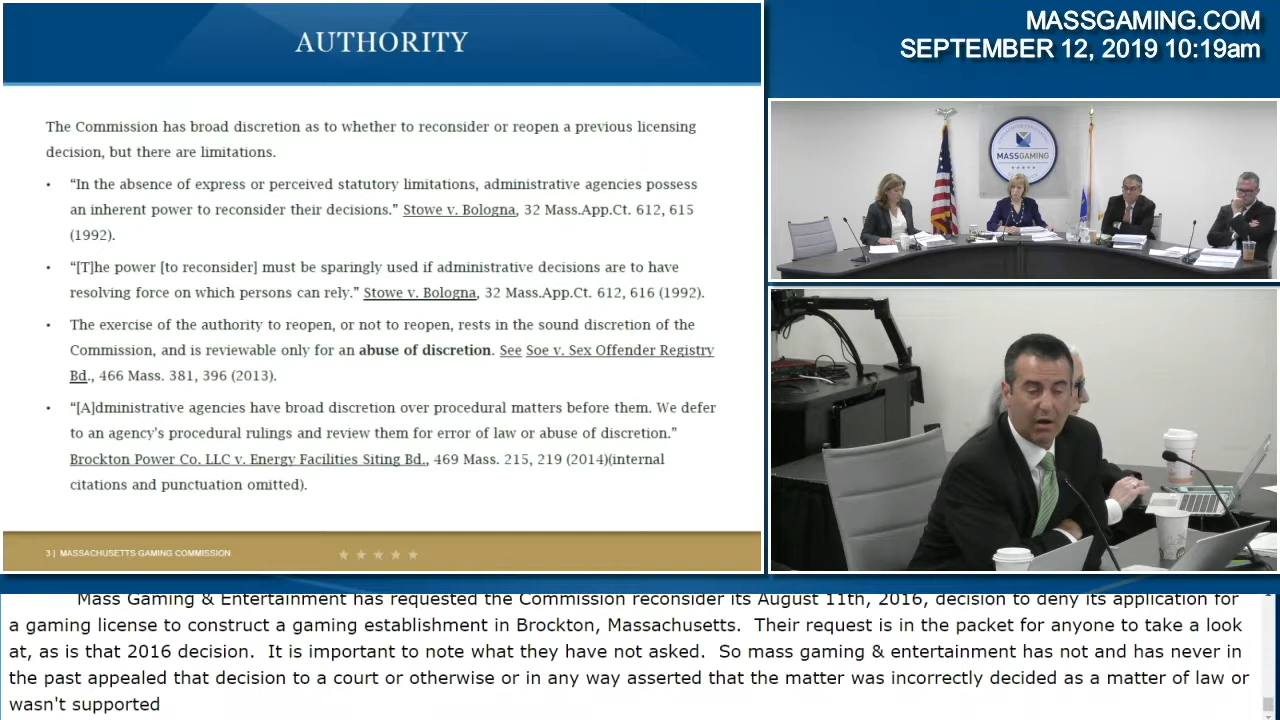 AUTHORITY
The Commission has broad discretion as to whether to reconsider or reopen a previous licensing
decision, but there are limitations.
• “In the absence of express or perceived statutory limitations, administrative agencies possess
an inherent power to reconsider their decisions.” Stowe v. Bologna, 32 Mass.App.Ct. 612, 615
(1992).
• “[T]he power [to reconsider] must be sparingly used if administrative decisions are to have
resolving force on which persons can rely.” Stowe v. Bologna, 32 Mass.App.Ct. 612, 616 (1992).
• The exercise of the authority to reopen, or not to reopen, rests in the sound discretion of the
Commission, and is reviewable only for an abuse of discretion. See Soe v. Sex Offender Registry
Bd., 466 Mass. 381, 396 (2013).
• “[A]dministrative agencies have broad discretion over procedural matters before them. We defer
to an agency’s procedural rulings and review them for error of law or abuse of discretion.”
Brockton Power Co. LLC v. Energy Facilities Siting Bd., 469 Mass. 215, 219 (2014)(internal
citations and punctuation omitted).
3 | MASSACHUSETTS GAMING COMMISSION
MASSGAMING.COM
SEPTEMBER 12, 2019 10:19am
MASSGAMING
Mass Gaming & Entertainment has requested the Commission reconsider its August 11th, 2016, decision to deny its application for
a gaming license to construct a gaming establishment in Brockton, Massachusetts.  Their request is in the packet for anyone to take a look
at, as is that 2016 decision.  It is important to note what they have not asked.  So mass gaming & entertainment has not and has never in
the past appealed that decision to a court or otherwise or in any way asserted that the matter was incorrectly decided as a matter of law or
wasn't supported